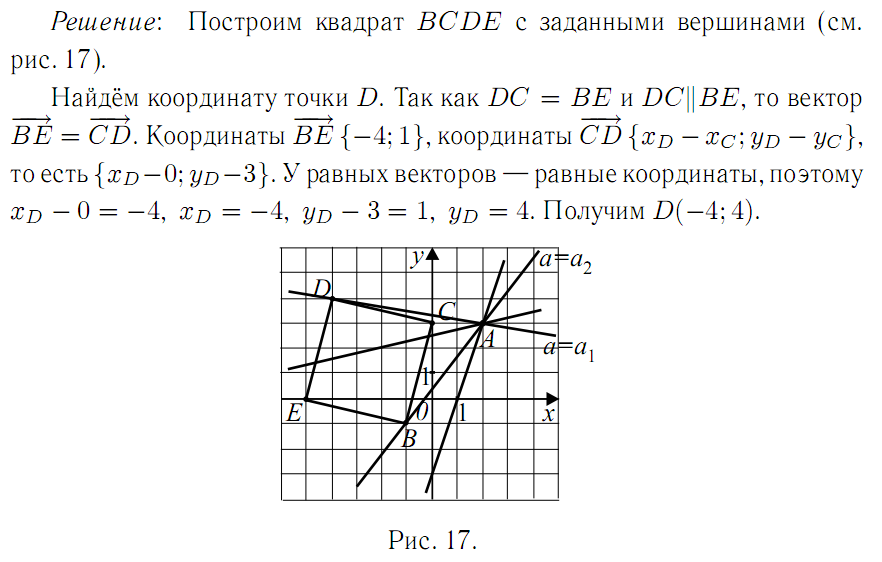 Решение: Построим квадрат BCDE с заданными вершинами (см.
рис. 17).
Найдём координату точки D. Так как DC = BE и DC∥BE, то вектор
$\overrightarrow{BE} = \overrightarrow{CD}$. Координаты $\overrightarrow{BE}$ {−4; 1}, координаты $\overrightarrow{CD}$ {x_D − x_C; y_D − y_C},
то есть {x_D−0; y_D−3}. У равных векторов — равные координаты, поэтому
x_D − 0 = −4, x_D = −4, y_D − 3 = 1, y_D = 4. Получим D(−4; 4).
y
a=a₂
D
C
A
a=a₁
1
E
0
1
x
B
Рис. 17.